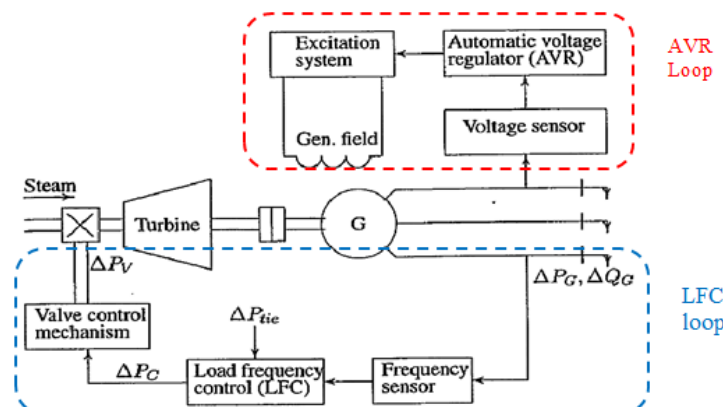 Excitation
system
Automatic voltage
regulator (AVR)
AVR
Loop
Gen. field
Voltage sensor
Steam
Turbine
G
ΔP_V
ΔP_G, ΔQ_G
Valve control
mechanism
ΔP_tie
LFC
loop
ΔP_C
Load frequency
control (LFC)
Frequency
sensor